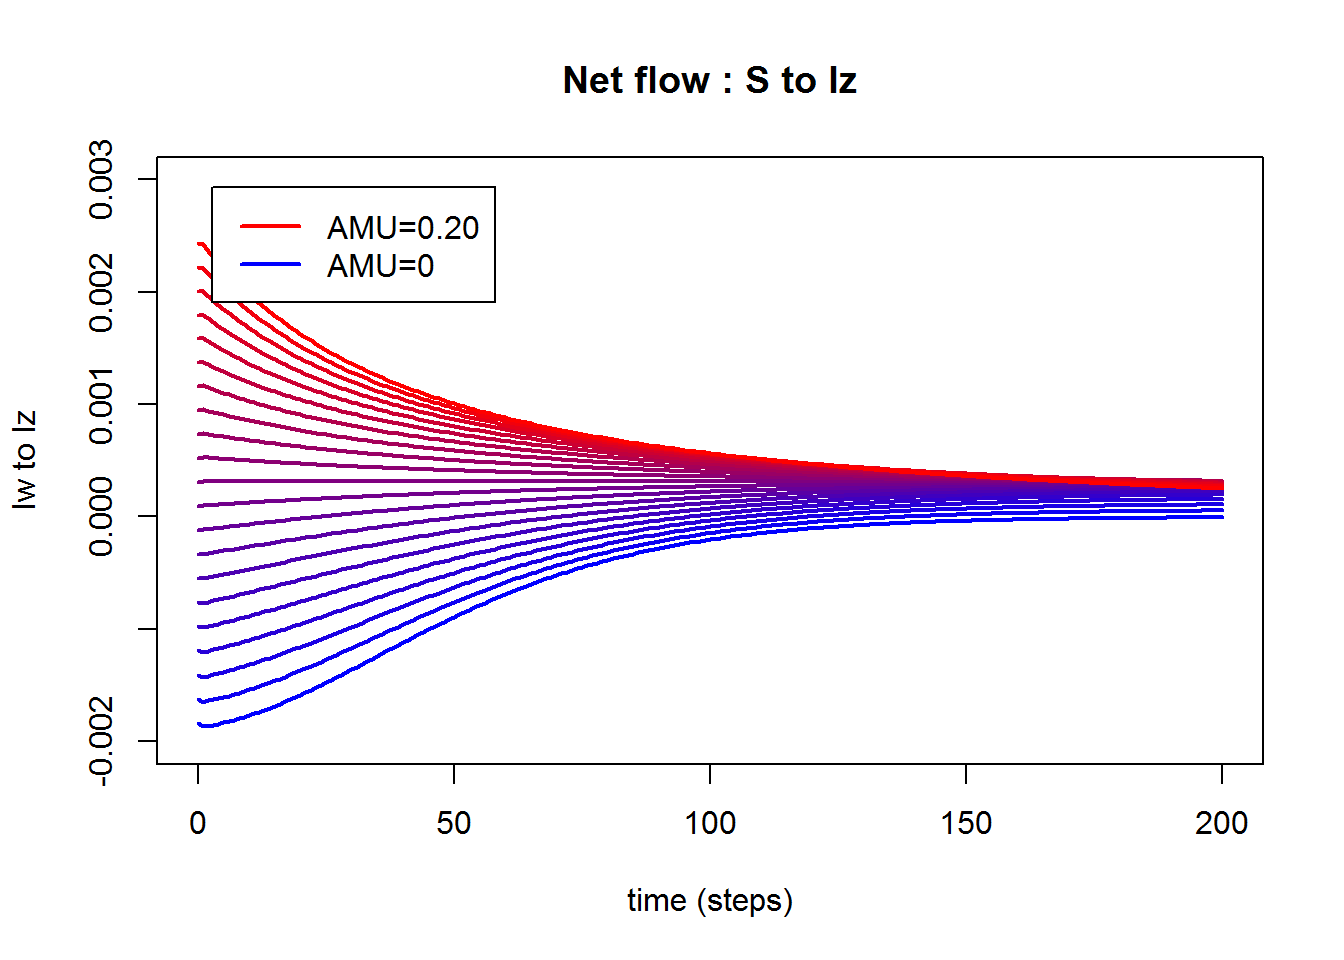 Net flow : S to Iz
0.003
0.002
0.001
0.000
-0.002
Iw to Iz
AMU=0.20
AMU=0
0 50 100 150 200
time (steps)